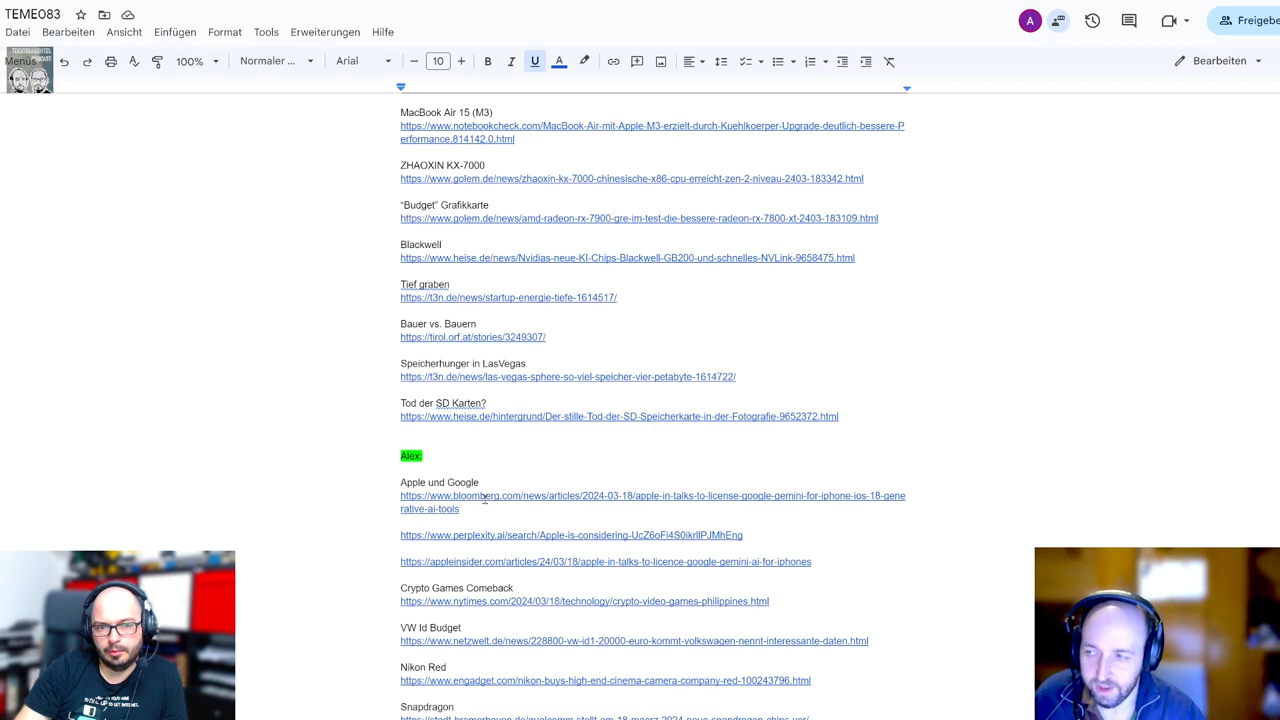 TEME083
Datei Bearbeiten Ansicht Einfügen Format Tools Erweiterungen Hilfe
A
Freigebe
Menüs
100% Normaler ... Arial 10 B I U A Bearbeiten
MacBook Air 15 (M3)
https://www.notebookcheck.com/MacBook-Air-mit-Apple-M3-erzielt-durch-Kuehlkoerper-Upgrade-deutlich-bessere-P
erformance.814142.0.html
ZHAOXIN KX-7000
https://www.golem.de/news/zhaoxin-kx-7000-chinesische-x86-cpu-erreicht-zen-2-niveau-2403-183342.html
“Budget” Grafikkarte
https://www.golem.de/news/amd-radeon-rx-7900-gre-im-test-die-bessere-radeon-rx-7800-xt-2403-183109.html
Blackwell
https://www.heise.de/news/Nvidias-neue-KI-Chips-Blackwell-GB200-und-schnelles-NVLink-9658475.html
Tief graben
https://t3n.de/news/startup-energie-tiefe-1614517/
Bauer vs. Bauern
https://tirol.orf.at/stories/3249307/
Speicherhunger in LasVegas
https://t3n.de/news/las-vegas-sphere-so-viel-speicher-vier-petabyte-1614722/
Tod der SD Karten?
https://www.heise.de/hintergrund/Der-stille-Tod-der-SD-Speicherkarte-in-der-Fotografie-9652372.html
Alex:
Apple und Google
https://www.bloomberg.com/news/articles/2024-03-18/apple-in-talks-to-license-google-gemini-for-iphone-ios-18-gene
rative-ai-tools
https://www.perplexity.ai/search/Apple-is-considering-UcZ6oFi4S0ikrlIPJMhEng
https://appleinsider.com/articles/24/03/18/apple-in-talks-to-licence-google-gemini-ai-for-iphones
Crypto Games Comeback
https://www.nytimes.com/2024/03/18/technology/crypto-video-games-philippines.html
VW Id Budget
https://www.netzwelt.de/news/228800-vw-id1-20000-euro-kommt-volkswagen-nennt-interessante-daten.html
Nikon Red
https://www.engadget.com/nikon-buys-high-end-cinema-camera-company-red-100243796.html
Snapdragon